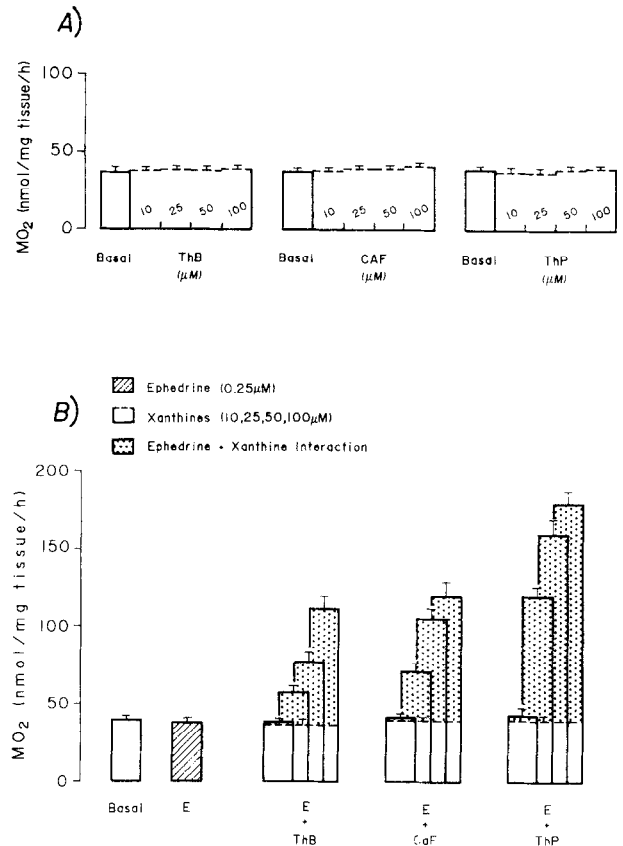 A)
MO2 (nmol/mg tissue/h)
100
50
0
10 25 50 100
10 25 50 100
10 25 50 100
Basal ThB (μM)
Basal CAF (μM)
Basal ThP (μM)
B)
Ephedrine (0.25μM)
Xanthines (10,25,50,100μM)
Ephedrine + Xanthine Interaction
MO2 (nmol/mg tissue/h)
200
150
100
50
0
Basal
E
E + ThB
E + CaF
E + ThP